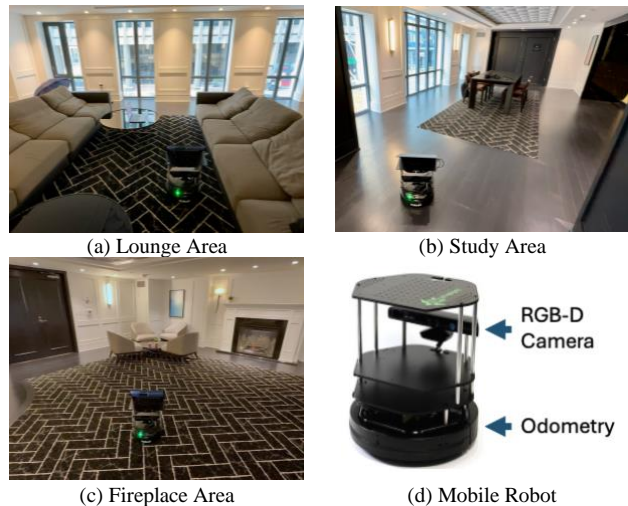 (a) Lounge Area
(b) Study Area
(c) Fireplace Area
RGB-D
Camera
Odometry
(d) Mobile Robot